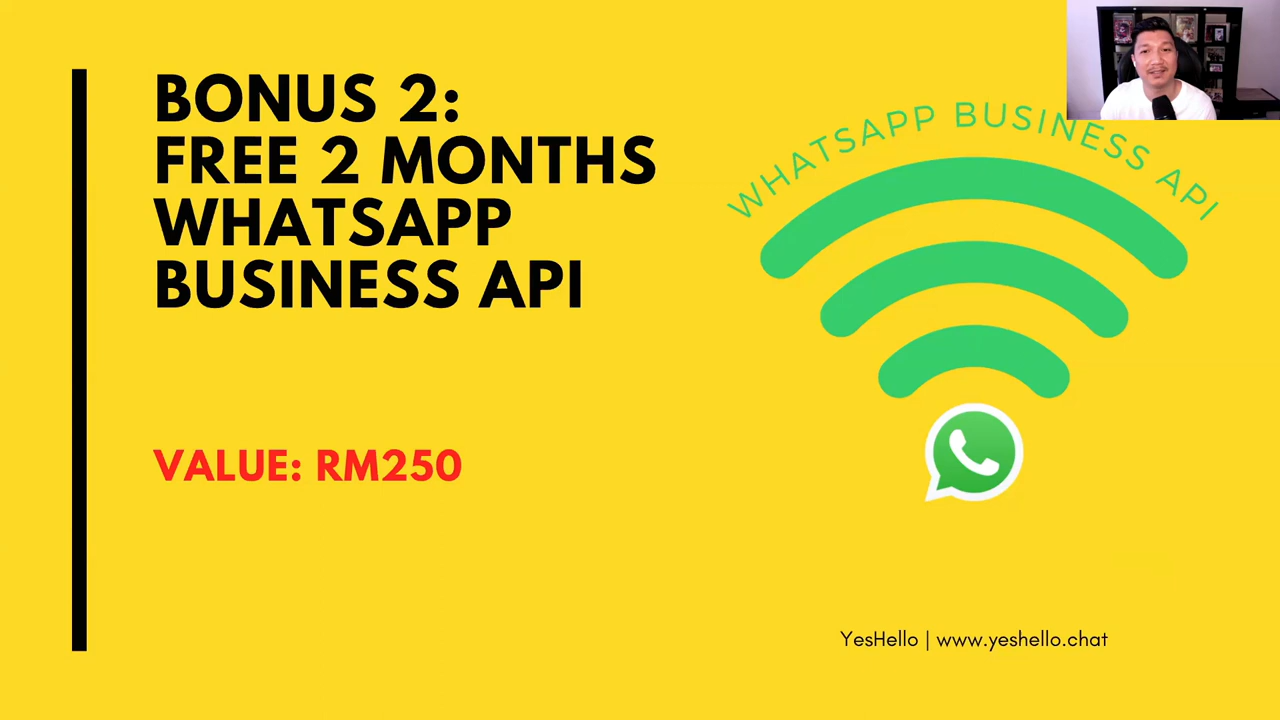 BONUS 2:
FREE 2 MONTHS
WHATSAPP
BUSINESS API
VALUE: RM250
WHATSAPP BUSINESS API
YesHello | www.yeshello.chat